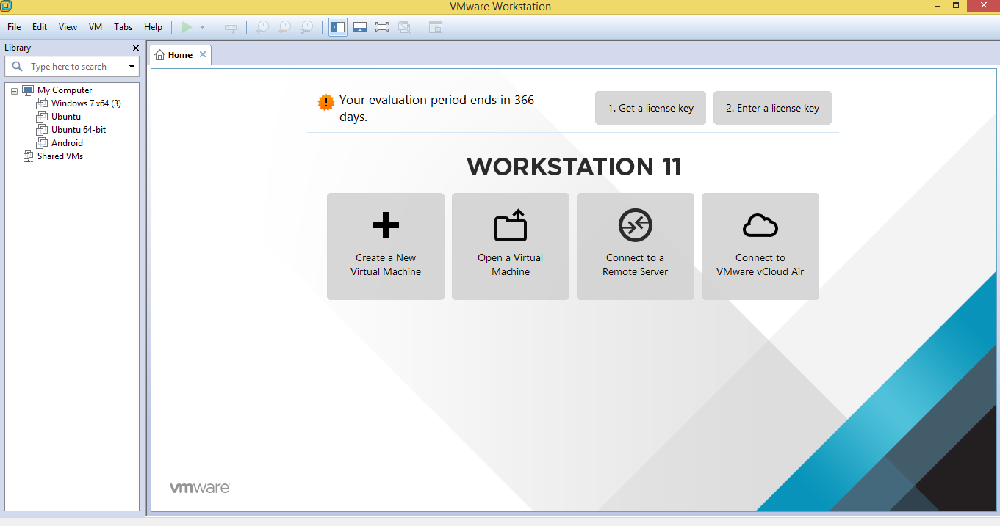 VMware Workstation
File Edit View VM Tabs Help
Library
Type here to search
My Computer
Windows 7 x64 (3)
Ubuntu
Ubuntu 64-bit
Android
Shared VMs
Home
Your evaluation period ends in 366
days.
1. Get a license key
2. Enter a license key
WORKSTATION 11
Create a New
Virtual Machine
Open a Virtual
Machine
Connect to a
Remote Server
Connect to
VMware vCloud Air
vmware